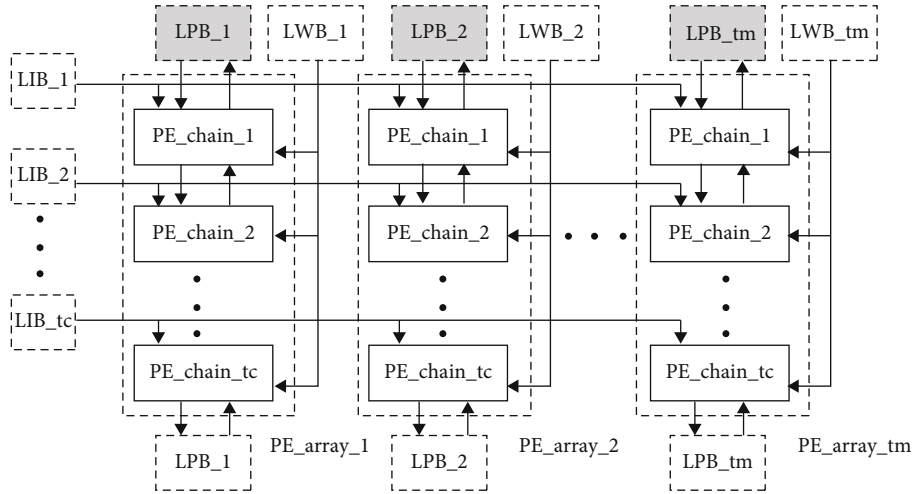 LPB_1 LWB_1 LPB_2 LWB_2 LPB_tm LWB_tm
LIB_1
PE_chain_1 PE_chain_1 PE_chain_1
LIB_2
PE_chain_2 PE_chain_2 PE_chain_2
LIB_tc
PE_chain_tc PE_chain_tc PE_chain_tc
LPB_1 PE_array_1 LPB_2 PE_array_2 LPB_tm PE_array_tm